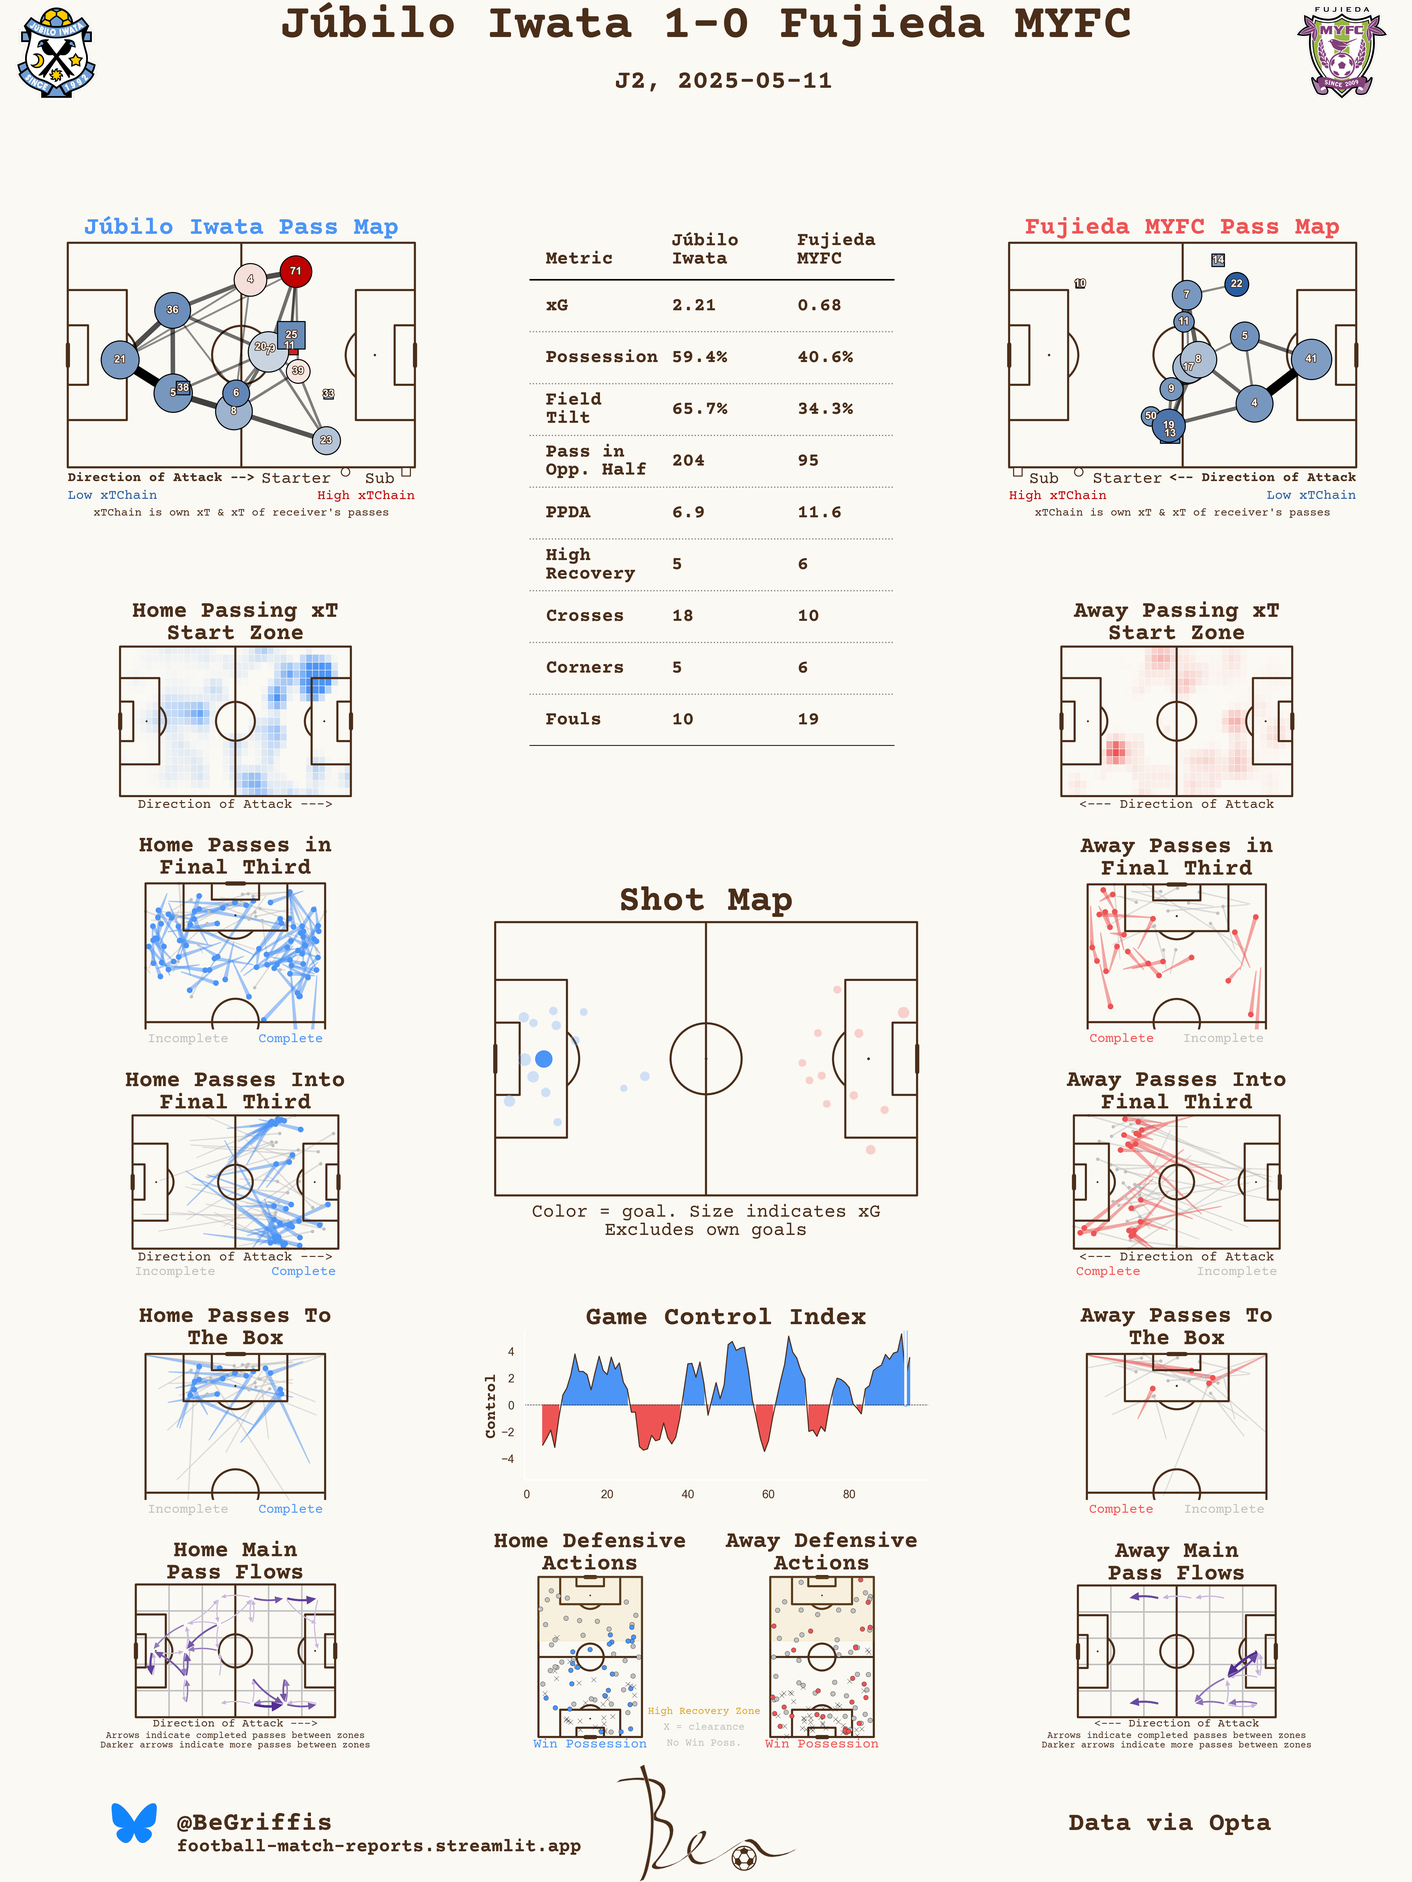 Júbilo Iwata 1-0 Fujieda MYFC
J2, 2025-05-11
JUBILO IWATA
SINCE 1992
FUJIEDA
MYFC
SINCE 2009
Júbilo Iwata Pass Map
4
71
36
25
20
7
3
11
21
39
5
38
6
33
8
23
Direction of Attack -->
Starter
Sub
Low xTChain
High xTChain
xTChain is own xT & xT of receiver's passes
Metric
Júbilo Iwata
Fujieda MYFC
xG 2.21 0.68
Possession 59.4% 40.6%
Field Tilt 65.7% 34.3%
Pass in Opp. Half 204 95
PPDA 6.9 11.6
High Recovery 5 6
Crosses 18 10
Corners 5 6
Fouls 10 19
Fujieda MYFC Pass Map
14
10
22
7
11
5
8
41
17
9
4
50
19
13
Sub
Starter
<-- Direction of Attack
High xTChain
Low xTChain
xTChain is own xT & xT of receiver's passes
Home Passing xT
Start Zone
Direction of Attack --->
Away Passing xT
Start Zone
<--- Direction of Attack
Home Passes in
Final Third
Incomplete
Complete
Away Passes in
Final Third
Complete
Incomplete
Shot Map
Color = goal. Size indicates xG
Excludes own goals
Home Passes Into
Final Third
Direction of Attack --->
Incomplete
Complete
Away Passes Into
Final Third
<--- Direction of Attack
Complete
Incomplete
Home Passes To
The Box
Incomplete
Complete
Game Control Index
Control
4
2
0
−2
−4
0 20 40 60 80
Away Passes To
The Box
Complete
Incomplete
Home Main
Pass Flows
Direction of Attack --->
Arrows indicate completed passes between zones
Darker arrows indicate more passes between zones
Home Defensive
Actions
Win Possession
High Recovery Zone
X = clearance
No Win Poss.
Away Defensive
Actions
Win Possession
Away Main
Pass Flows
<--- Direction of Attack
Arrows indicate completed passes between zones
Darker arrows indicate more passes between zones
@BeGriffis
football-match-reports.streamlit.app
Ben
Data via Opta